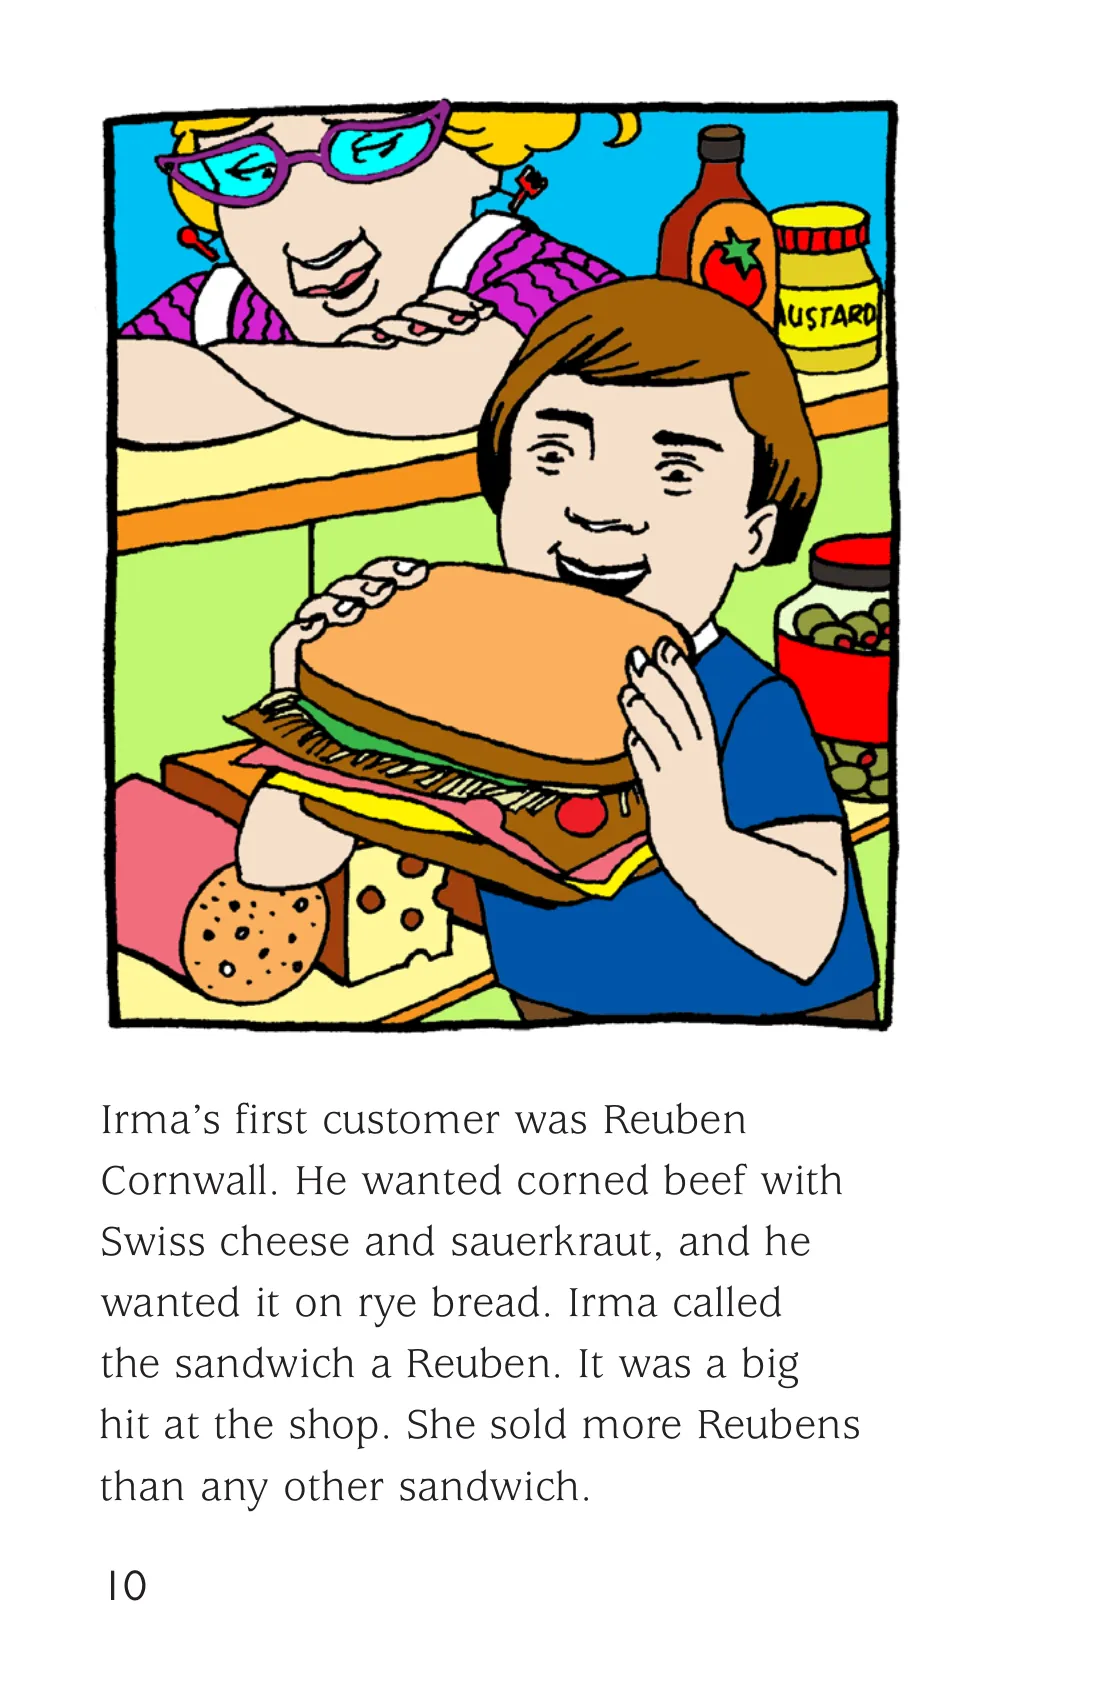 MUSTARD
Irma’s first customer was Reuben
Cornwall. He wanted corned beef with
Swiss cheese and sauerkraut, and he
wanted it on rye bread. Irma called
the sandwich a Reuben. It was a big
hit at the shop. She sold more Reubens
than any other sandwich.
10